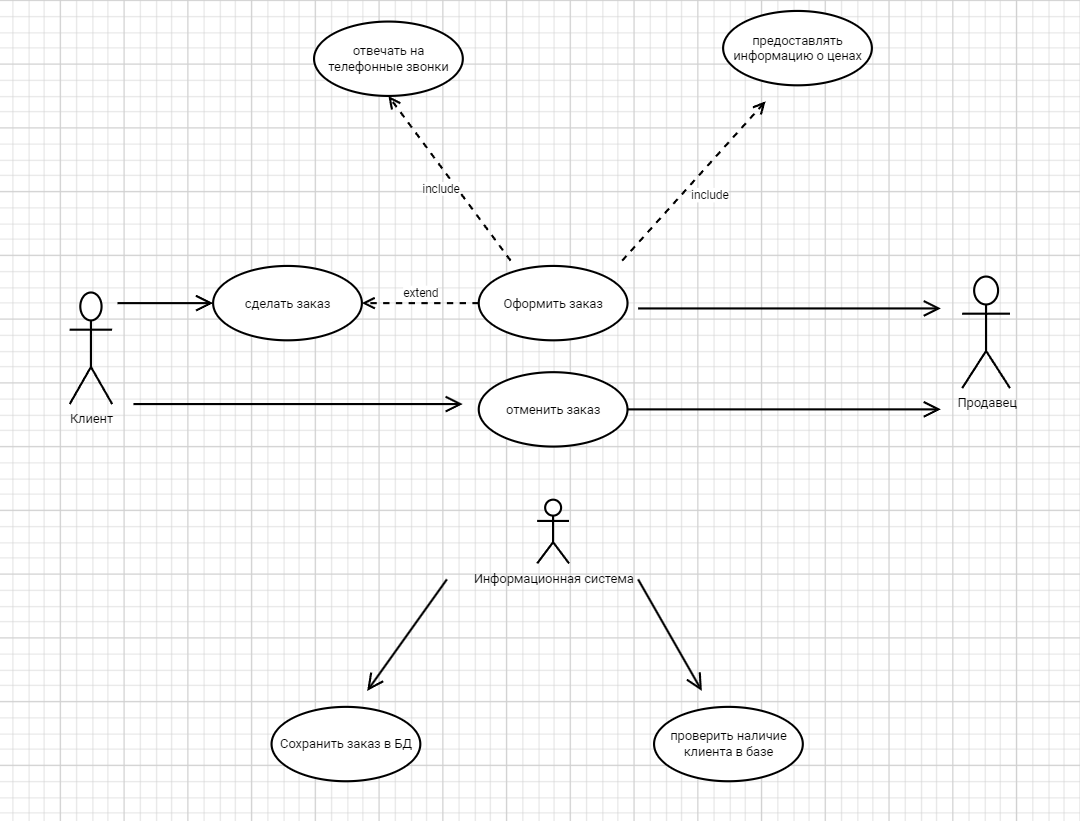 отвечать на
телефонные звонки
предоставлять
информацию о ценах
include
include
сделать заказ
extend
Оформить заказ
Клиент
отменить заказ
Продавец
Информационная система
Сохранить заказ в БД
проверить наличие
клиента в базе